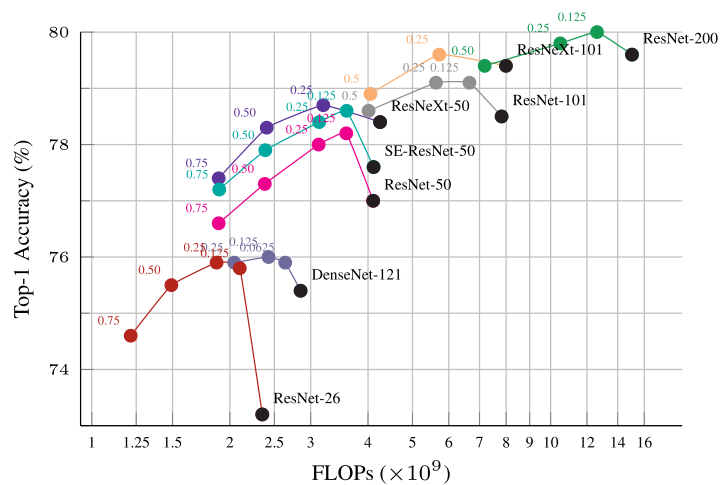 80
78
76
74
Top-1 Accuracy (%)
0.125
0.25
ResNet-200
0.25
0.50
ResNeXt-101
0.25
0.125
0.5
ResNet-101
0.5
ResNeXt-50
0.25
0.125
0.50
0.25
0.125
SE-ResNet-50
0.50
0.25
0.75
0.75
0.50
ResNet-50
0.75
0.25
0.125
0.25
0.125
0.0625
DenseNet-121
0.50
0.75
ResNet-26
1 1.25 1.5 2 2.5 3 4 5 6 7 8 9 10 12 14 16
FLOPs (×10⁹)